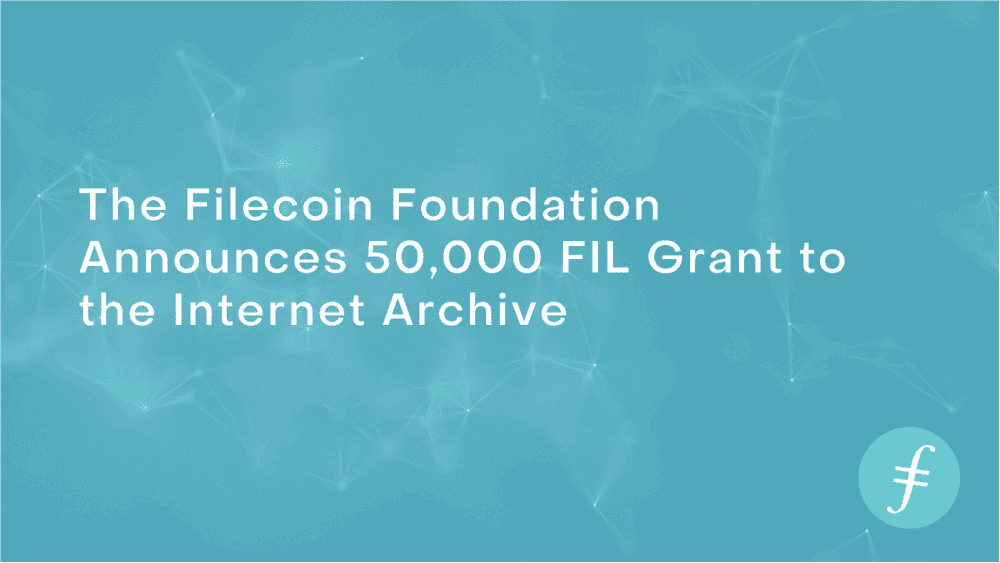 The Filecoin Foundation
Announces 50,000 FIL Grant to
the Internet Archive